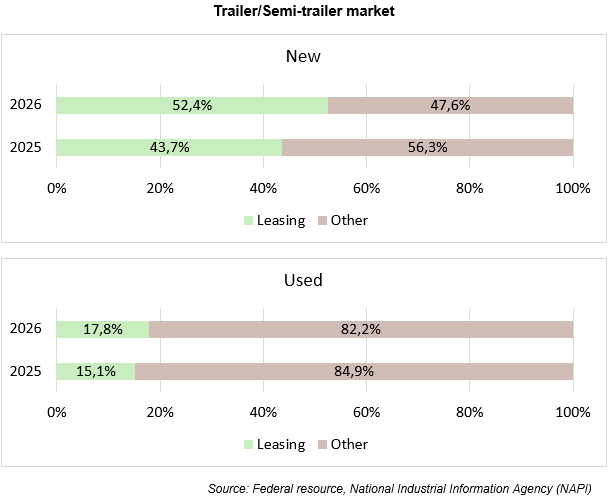 Trailer/Semi-trailer market
New
2026 52,4% 47,6%
2025 43,7% 56,3%
0% 20% 40% 60% 80% 100%
Leasing Other
Used
2026 17,8% 82,2%
2025 15,1% 84,9%
0% 20% 40% 60% 80% 100%
Leasing Other
Source: Federal resource, National Industrial Information Agency (NAPI)